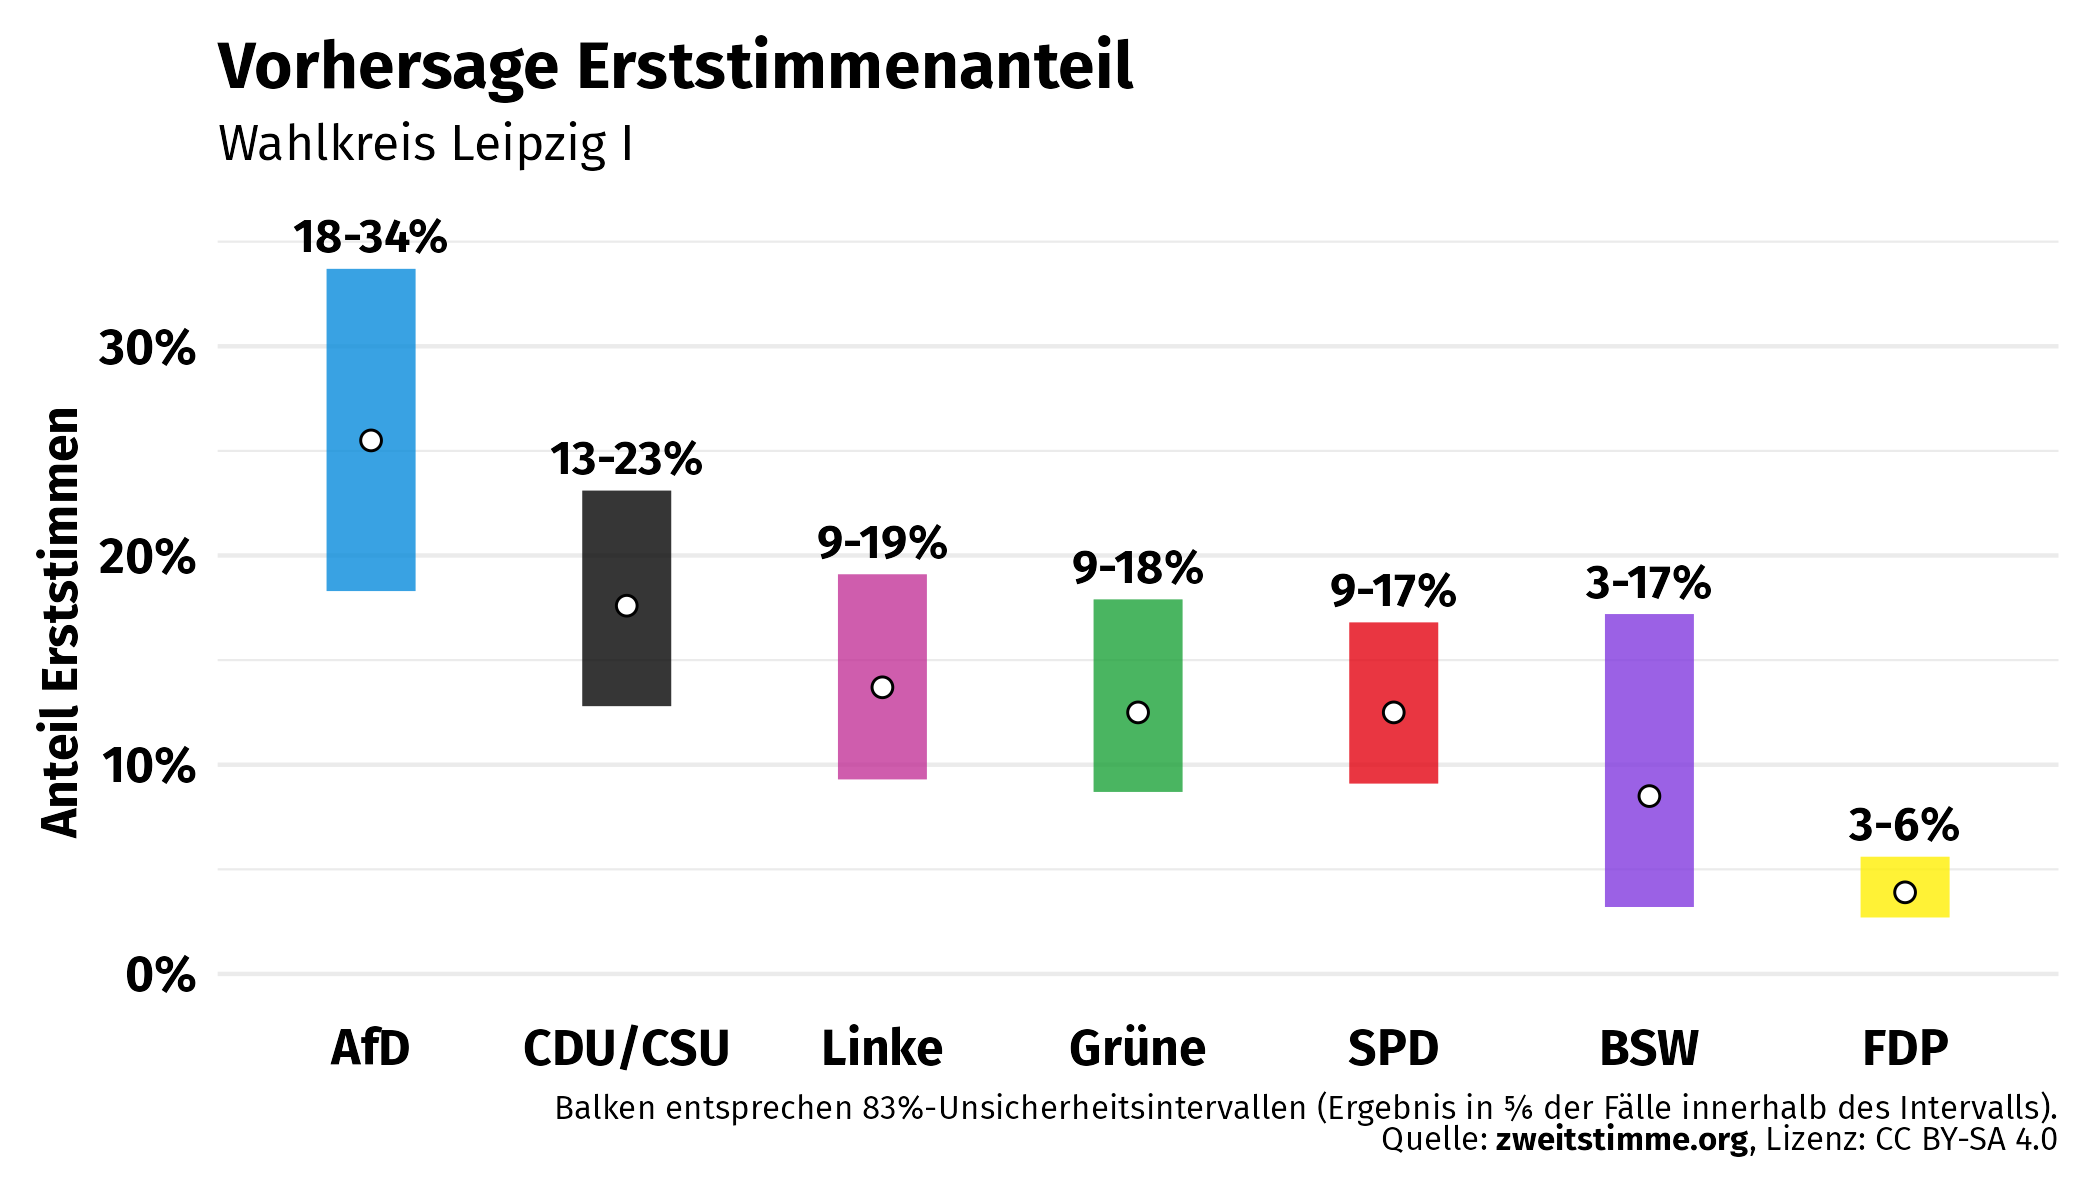 Vorhersage Erststimmenanteil
Wahlkreis Leipzig I
Anteil Erststimmen
30%
20%
10%
0%
18-34%
13-23%
9-19%
9-18%
9-17%
3-17%
3-6%
AfD
CDU/CSU
Linke
Grüne
SPD
BSW
FDP
Balken entsprechen 83%-Unsicherheitsintervallen (Ergebnis in ⅚ der Fälle innerhalb des Intervalls).
Quelle: zweitstimme.org, Lizenz: CC BY-SA 4.0